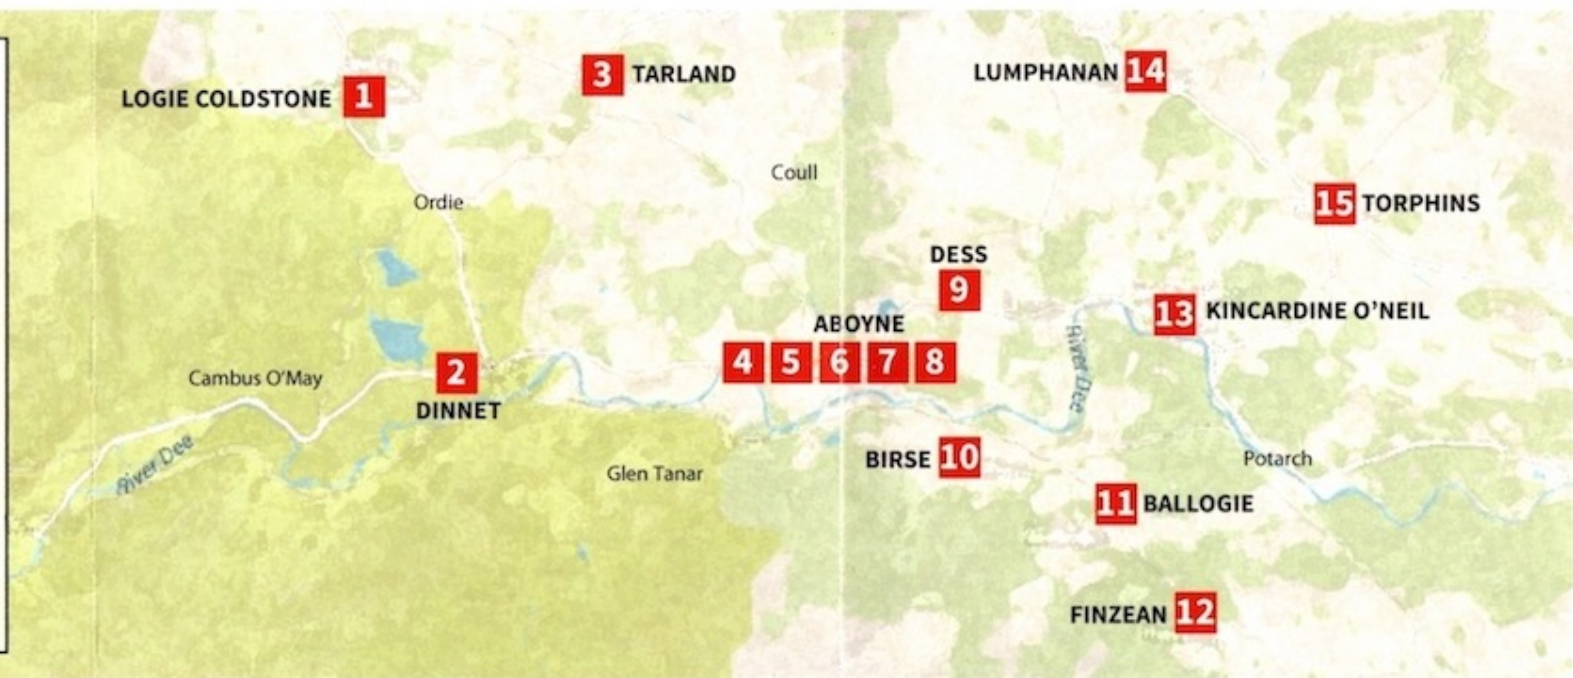 3 TARLAND
LUMPHANAN 14
LOGIE COLDSTONE 1
Coull
Ordie
15 TORPHINS
DESS
9
13 KINCARDINE O’NEIL
ABOYNE
4 5 6 7 8
2
DINNET
Cambus O’May
River Dee
River Dee
Glen Tanar
BIRSE 10
Potarch
11 BALLOGIE
FINZEAN 12